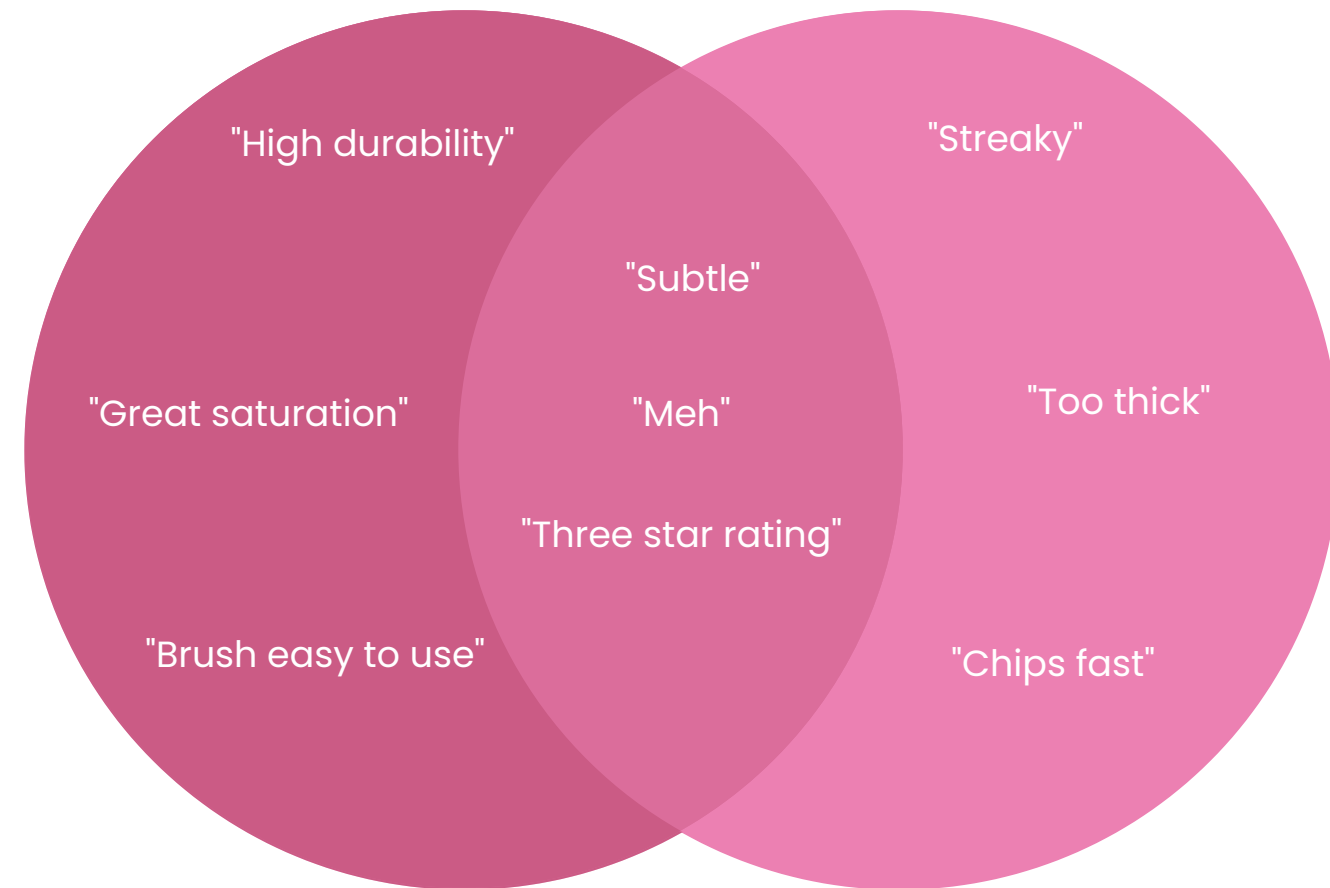 "High durability"
"Great saturation"
"Brush easy to use"
"Subtle"
"Meh"
"Three star rating"
"Streaky"
"Too thick"
"Chips fast"